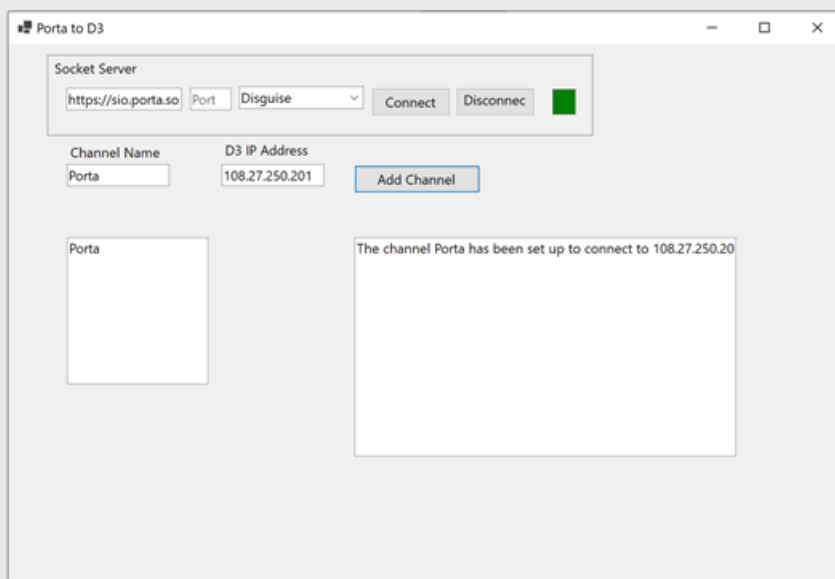 Porta to D3
Socket Server
https://sio.porta.so Port Disguise Connect Disconnec
Channel Name D3 IP Address
Porta 108.27.250.201 Add Channel
Porta The channel Porta has been set up to connect to 108.27.250.20